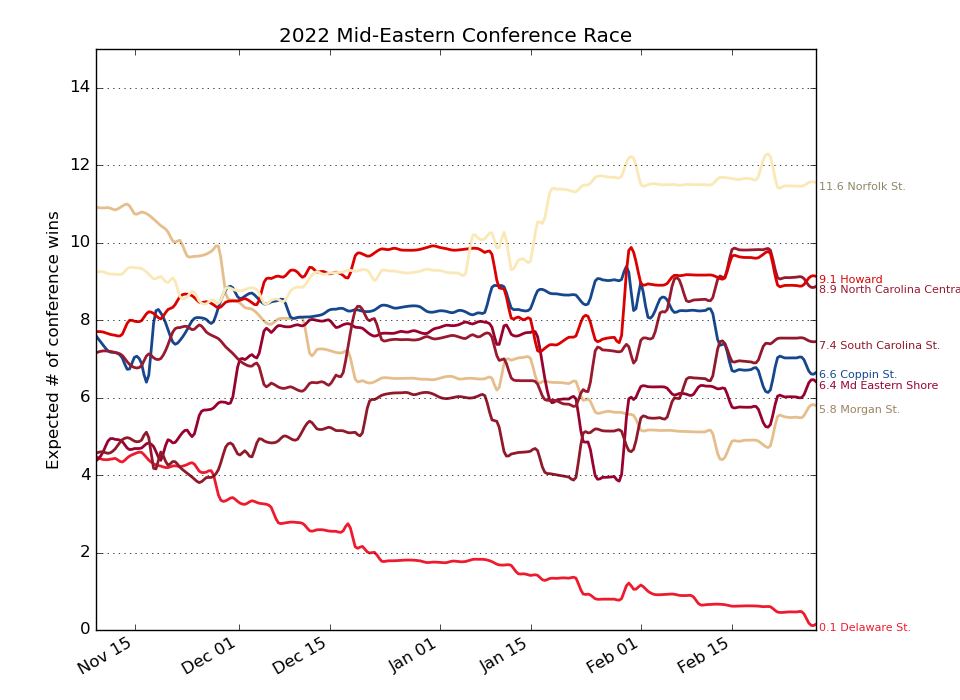 2022 Mid-Eastern Conference Race
Expected # of conference wins
14
12
10
8
6
4
2
0
11.6 Norfolk St.
9.1 Howard
8.9 North Carolina Centra
7.4 South Carolina St.
6.6 Coppin St.
6.4 Md Eastern Shore
5.8 Morgan St.
0.1 Delaware St.
Nov 15
Dec 01
Dec 15
Jan 01
Jan 15
Feb 01
Feb 15